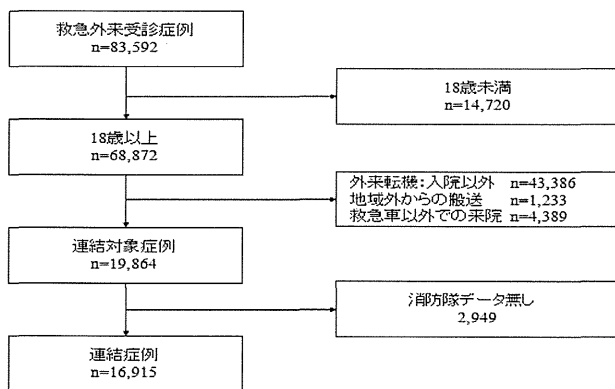 救急外来受診症例
n=83,592
18歳未満
n=14,720
18歳以上
n=68,872
外来転機:入院以外 n=43,386
地域外からの搬送 n=1,233
救急車以外での来院 n=4,389
連結対象症例
n=19,864
消防隊データ無し
2,949
連結症例
n=16,915